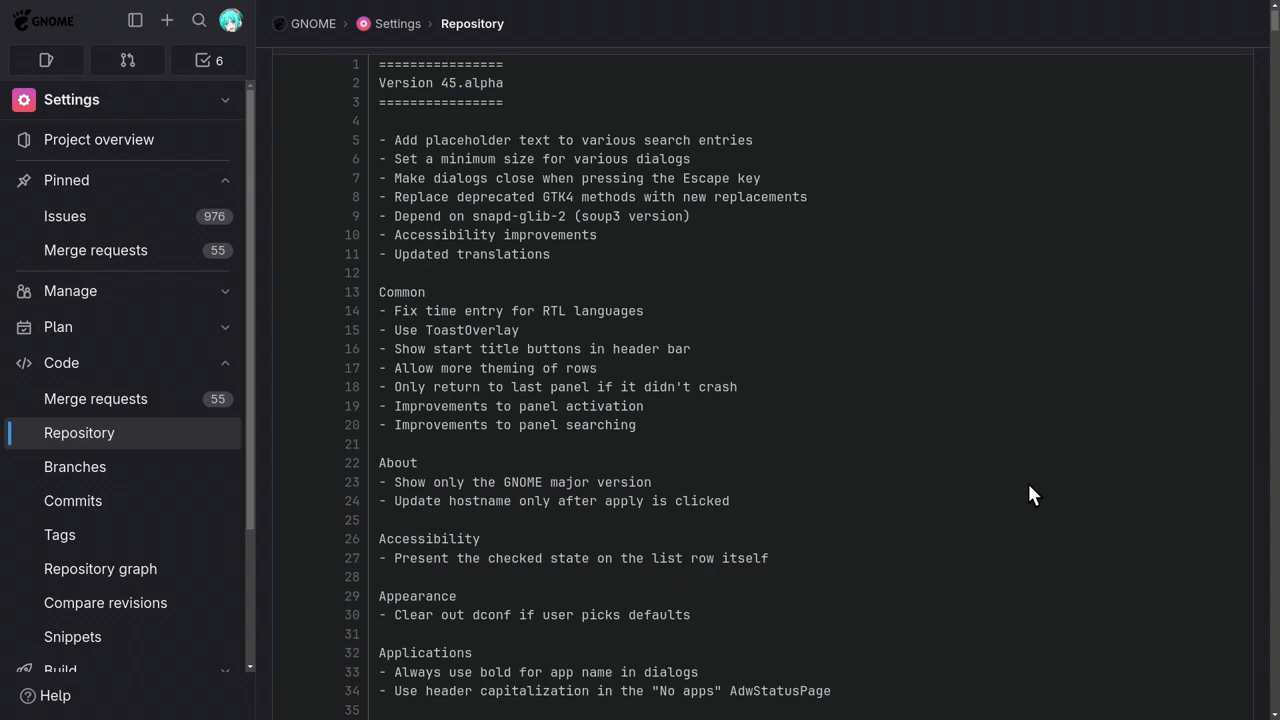 GNOME
GNOME › Settings › Repository
6
Settings
Project overview
Pinned
Issues 976
Merge requests 55
Manage
Plan
Code
Merge requests 55
Repository
Branches
Commits
Tags
Repository graph
Compare revisions
Snippets
Build
Help
1 ================
2 Version 45.alpha
3 ================
4
5 - Add placeholder text to various search entries
6 - Set a minimum size for various dialogs
7 - Make dialogs close when pressing the Escape key
8 - Replace deprecated GTK4 methods with new replacements
9 - Depend on snapd-glib-2 (soup3 version)
10 - Accessibility improvements
11 - Updated translations
12
13 Common
14 - Fix time entry for RTL languages
15 - Use ToastOverlay
16 - Show start title buttons in header bar
17 - Allow more theming of rows
18 - Only return to last panel if it didn't crash
19 - Improvements to panel activation
20 - Improvements to panel searching
21
22 About
23 - Show only the GNOME major version
24 - Update hostname only after apply is clicked
25
26 Accessibility
27 - Present the checked state on the list row itself
28
29 Appearance
30 - Clear out dconf if user picks defaults
31
32 Applications
33 - Always use bold for app name in dialogs
34 - Use header capitalization in the "No apps" AdwStatusPage
35